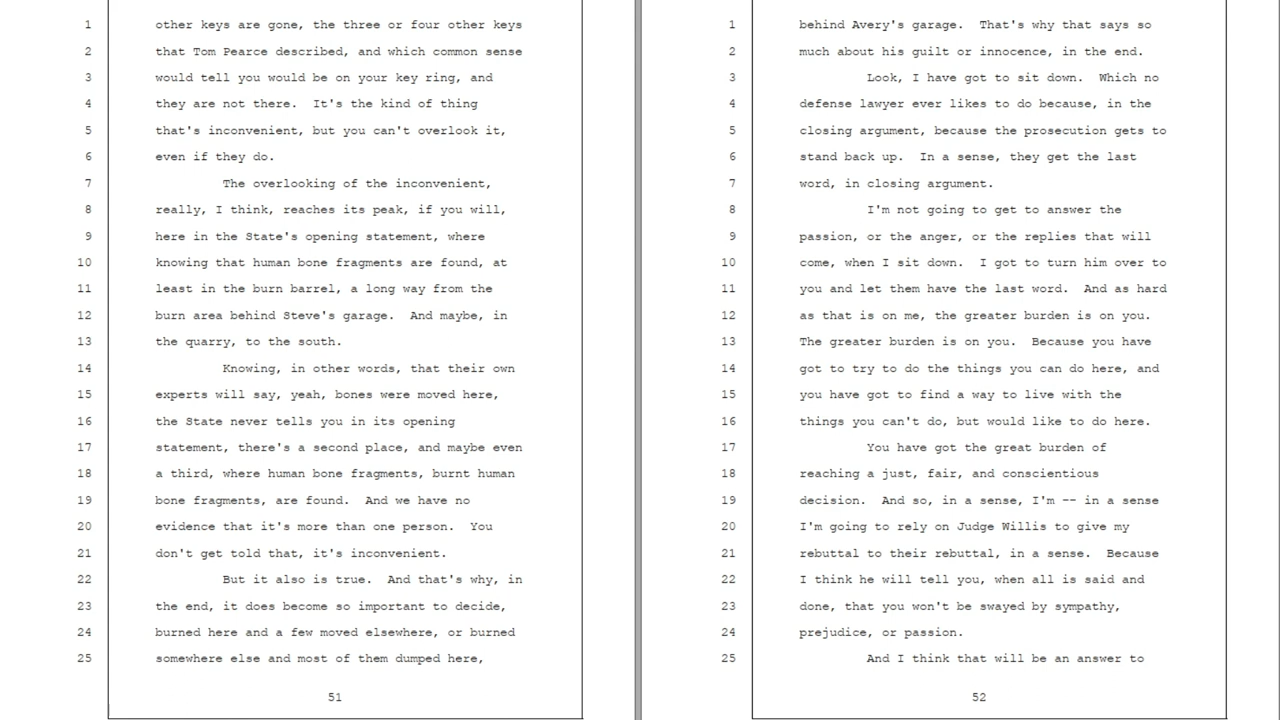 1 other keys are gone, the three or four other keys
2 that Tom Pearce described, and which common sense
3 would tell you would be on your key ring, and
4 they are not there.  It's the kind of thing
5 that's inconvenient, but you can't overlook it,
6 even if they do.
7 The overlooking of the inconvenient,
8 really, I think, reaches its peak, if you will,
9 here in the State's opening statement, where
10 knowing that human bone fragments are found, at
11 least in the burn barrel, a long way from the
12 burn area behind Steve's garage.  And maybe, in
13 the quarry, to the south.
14 Knowing, in other words, that their own
15 experts will say, yeah, bones were moved here,
16 the State never tells you in its opening
17 statement, there's a second place, and maybe even
18 a third, where human bone fragments, burnt human
19 bone fragments, are found.  And we have no
20 evidence that it's more than one person.  You
21 don't get told that, it's inconvenient.
22 But it also is true.  And that's why, in
23 the end, it does become so important to decide,
24 burned here and a few moved elsewhere, or burned
25 somewhere else and most of them dumped here,
51
1 behind Avery's garage.  That's why that says so
2 much about his guilt or innocence, in the end.
3 Look, I have got to sit down.  Which no
4 defense lawyer ever likes to do because, in the
5 closing argument, because the prosecution gets to
6 stand back up.  In a sense, they get the last
7 word, in closing argument.
8 I'm not going to get to answer the
9 passion, or the anger, or the replies that will
10 come, when I sit down.  I got to turn him over to
11 you and let them have the last word.  And as hard
12 as that is on me, the greater burden is on you.
13 The greater burden is on you.  Because you have
14 got to try to do the things you can do here, and
15 you have got to find a way to live with the
16 things you can't do, but would like to do here.
17 You have got the great burden of
18 reaching a just, fair, and conscientious
19 decision.  And so, in a sense, I'm -- in a sense
20 I'm going to rely on Judge Willis to give my
21 rebuttal to their rebuttal, in a sense.  Because
22 I think he will tell you, when all is said and
23 done, that you won't be swayed by sympathy,
24 prejudice, or passion.
25 And I think that will be an answer to
52